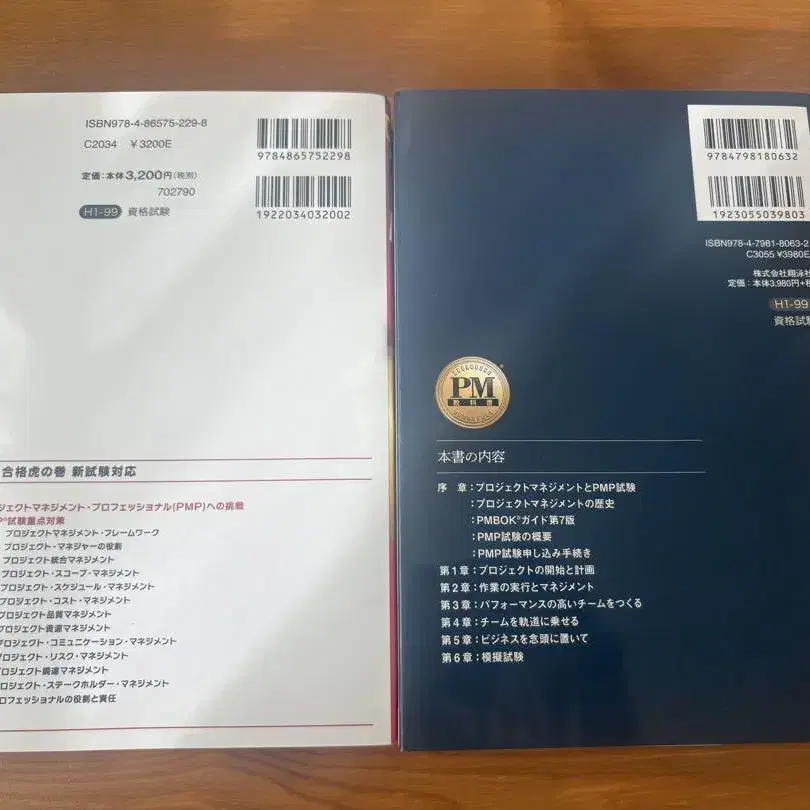 ISBN978-4-86575-229-8
C2034 ¥3200E
定価:本体3,200円(税別)
702790
H1-99 資格試験
9784865752298
1922034032002
合格虎の巻 新試験対応
ジェクトマネジメント・プロフェッショナル(PMP)への挑戦
P®試験重点対策
プロジェクトマネジメント・フレームワーク
プロジェクト・マネジャーの役割
プロジェクト統合マネジメント
プロジェクト・スコープ・マネジメント
プロジェクト・スケジュール・マネジメント
プロジェクト・コスト・マネジメント
プロジェクト品質マネジメント
プロジェクト資源マネジメント
プロジェクト・コミュニケーション・マネジメント
プロジェクト・リスク・マネジメント
プロジェクト調達マネジメント
プロジェクト・ステークホルダー・マネジメント
ロフェッショナルの役割と責任
9784798180632
1923055039803
ISBN978-4-7981-8063-2
C3055 ¥3980E
株式会社翔泳社
定価:本体3,980円+税
H1-99
資格試験
PM
教科書
本書の内容
序 章:プロジェクトマネジメントとPMP試験
:プロジェクトマネジメントの歴史
:PMBOK®ガイド第7版
:PMP試験の概要
:PMP試験申し込み手続き
第1章:プロジェクトの開始と計画
第2章:作業の実行とマネジメント
第3章:パフォーマンスの高いチームをつくる
第4章:チームを軌道に乗せる
第5章:ビジネスを念頭に置いて
第6章:模擬試験